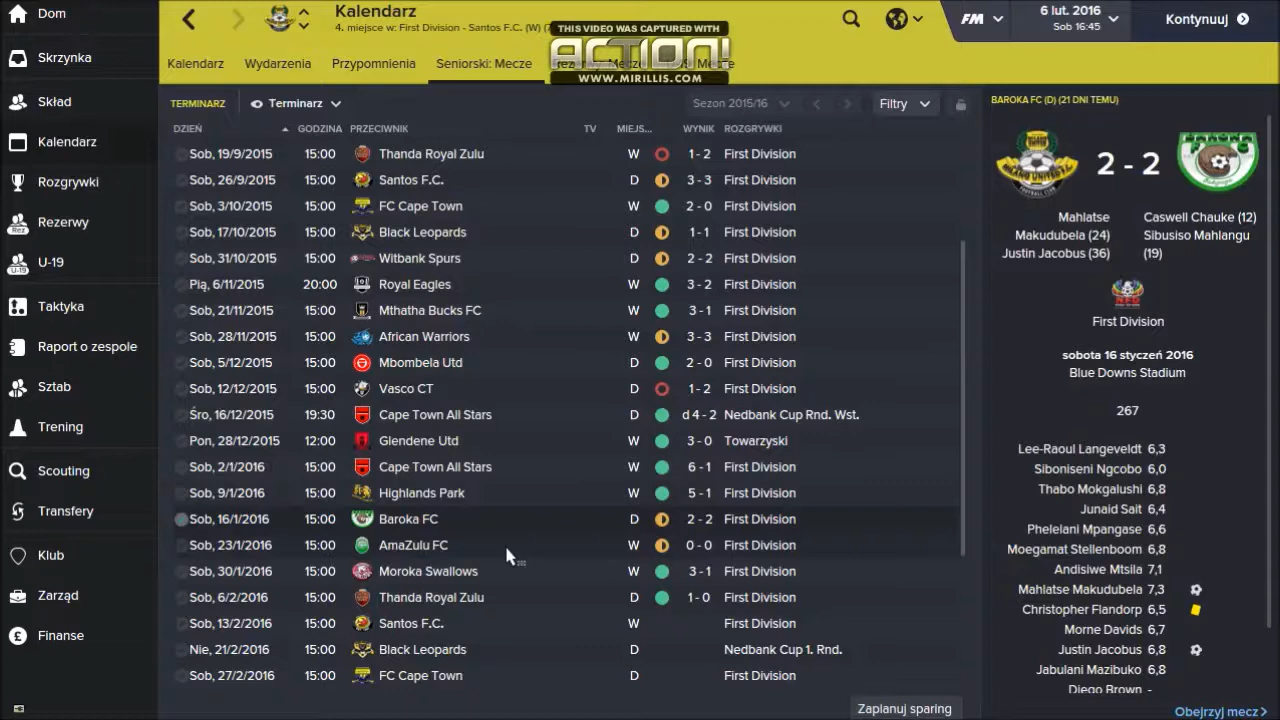 Dom
Skrzynka
Skład
Kalendarz
Rozgrywki
Rezerwy
Rez
U-19
U-19
Taktyka
Raport o zespole
Sztab
Trening
Scouting
Transfery
Klub
Zarząd
Finanse
Kalendarz
4. miejsce w: First Division - Santos F.C. (W)
THIS VIDEO WAS CAPTURED WITH
ACTION!
WWW.MIRILLIS.COM
FM
6 lut. 2016
Sob 16:45
Kontynuuj
Kalendarz Wydarzenia Przypomnienia Seniorski: Mecze
TERMINARZ Terminarz Sezon 2015/16 Filtry
DZIEŃ GODZINA PRZECIWNIK TV MIEJS... WYNIK ROZGRYWKI
Sob, 19/9/2015 15:00 Thanda Royal Zulu W 1 - 2 First Division
Sob, 26/9/2015 15:00 Santos F.C. D 3 - 3 First Division
Sob, 3/10/2015 15:00 FC Cape Town W 2 - 0 First Division
Sob, 17/10/2015 15:00 Black Leopards D 1 - 1 First Division
Sob, 31/10/2015 15:00 Witbank Spurs D 2 - 2 First Division
Pią, 6/11/2015 20:00 Royal Eagles W 3 - 2 First Division
Sob, 21/11/2015 15:00 Mthatha Bucks FC W 3 - 1 First Division
Sob, 28/11/2015 15:00 African Warriors W 3 - 3 First Division
Sob, 5/12/2015 15:00 Mbombela Utd D 2 - 0 First Division
Sob, 12/12/2015 15:00 Vasco CT D 1 - 2 First Division
Śro, 16/12/2015 19:30 Cape Town All Stars D d 4 - 2 Nedbank Cup Rnd. Wst.
Pon, 28/12/2015 12:00 Glendene Utd W 3 - 0 Towarzyski
Sob, 2/1/2016 15:00 Cape Town All Stars W 6 - 1 First Division
Sob, 9/1/2016 15:00 Highlands Park W 5 - 1 First Division
Sob, 16/1/2016 15:00 Baroka FC D 2 - 2 First Division
Sob, 23/1/2016 15:00 AmaZulu FC W 0 - 0 First Division
Sob, 30/1/2016 15:00 Moroka Swallows W 3 - 1 First Division
Sob, 6/2/2016 15:00 Thanda Royal Zulu D 1 - 0 First Division
Sob, 13/2/2016 15:00 Santos F.C. W First Division
Nie, 21/2/2016 15:00 Black Leopards D Nedbank Cup 1. Rnd.
Sob, 27/2/2016 15:00 FC Cape Town D First Division
Zaplanuj sparing
BAROKA FC (D) (21 DNI TEMU)
2 - 2
Mahlatse
Makudubela (24)
Justin Jacobus (36)
Caswell Chauke (12)
Sibusiso Mahlangu
(19)
First Division
sobota 16 styczeń 2016
Blue Downs Stadium
267
Lee-Raoul Langeveldt 6,3
Siboniseni Ngcobo 6,0
Thabo Mokgalushi 6,8
Junaid Sait 6,4
Phelelani Mpangase 6,6
Moegamat Stellenboom 6,8
Andisiwe Mtsila 7,1
Mahlatse Makudubela 7,3
Christopher Flandorp 6,5
Morne Davids 6,7
Justin Jacobus 6,8
Jabulani Mazibuko 6,8
Diego Brown -
Obejrzyj mecz